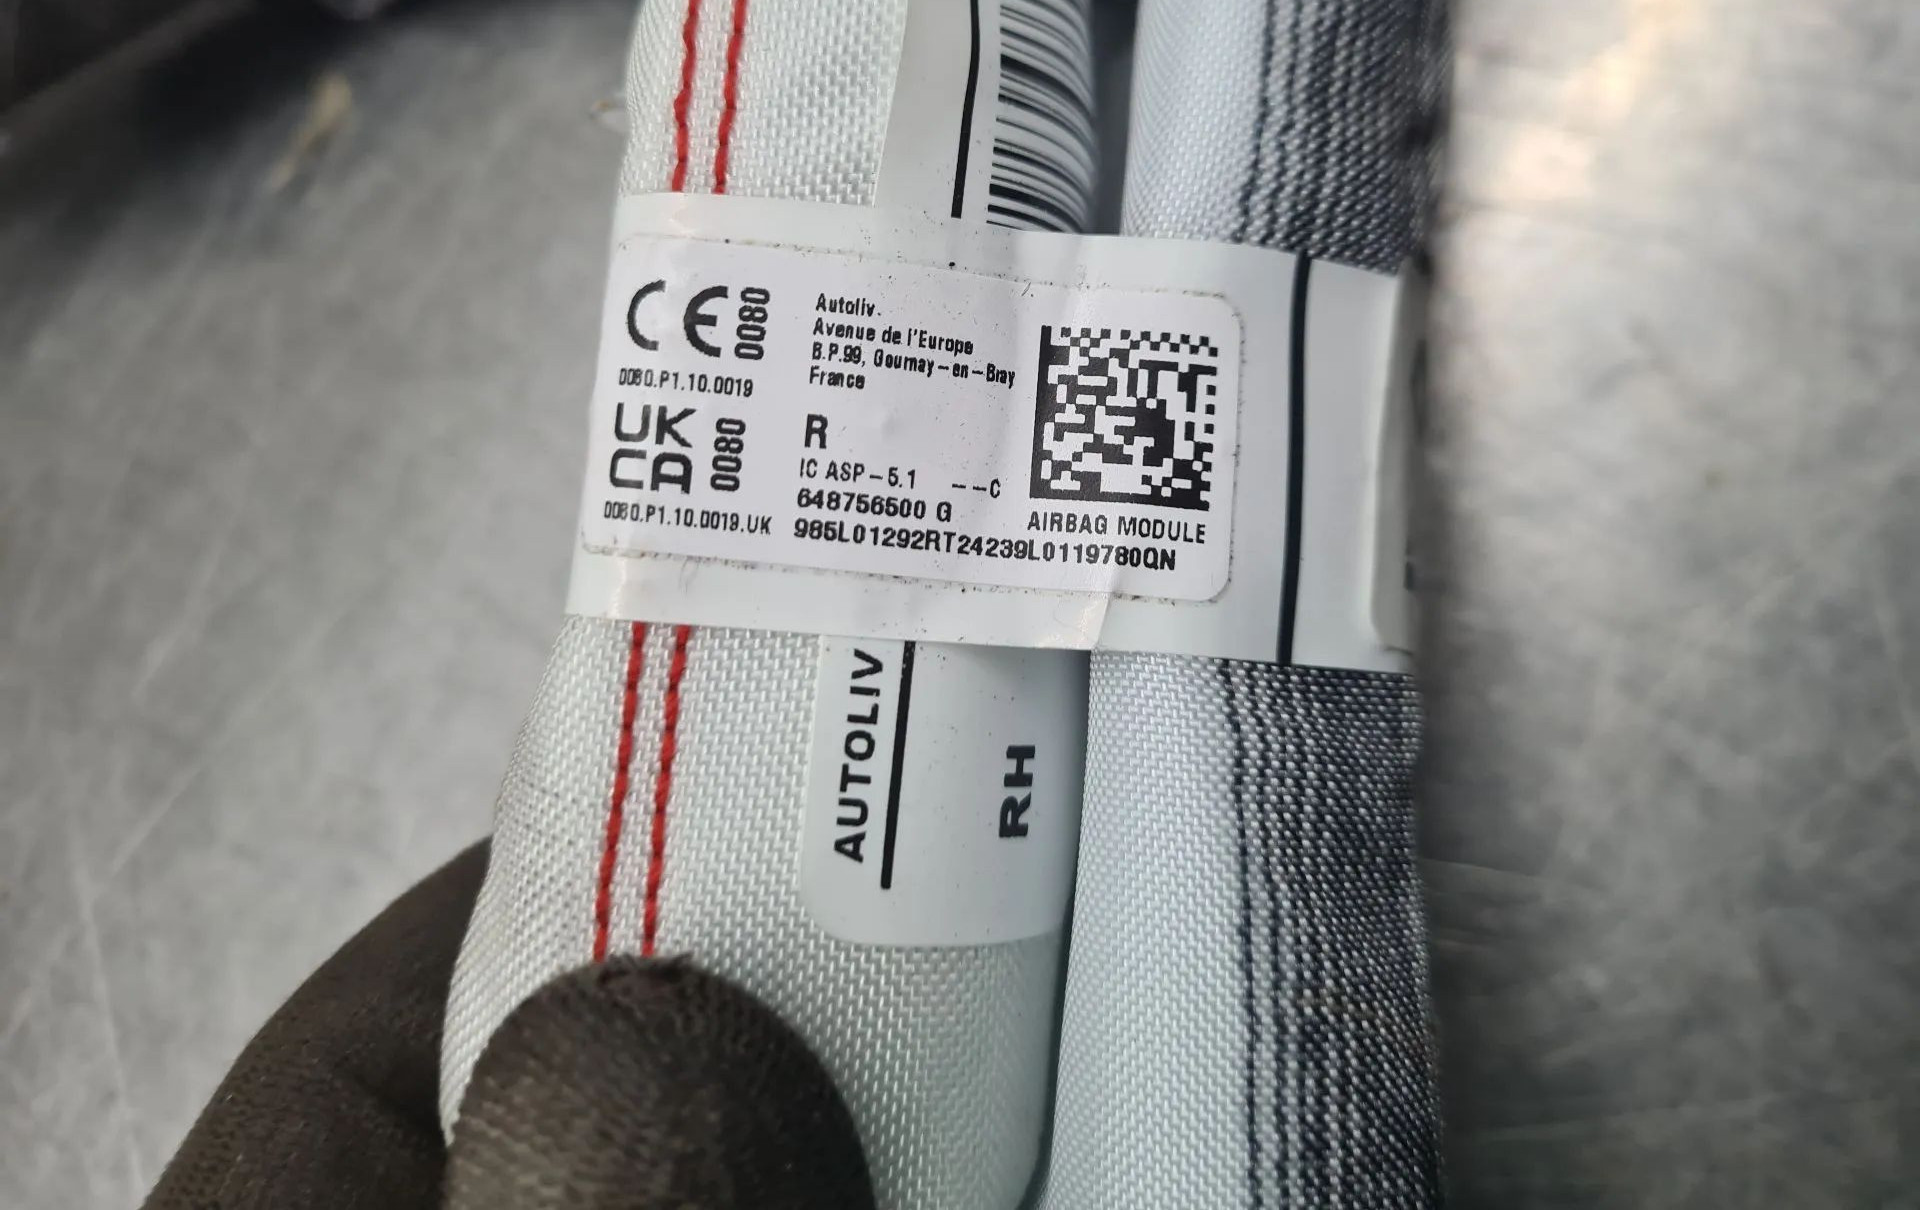 CE 0080
0080.P1.10.0019
UK
CA 0080
0080.P1.10.0019.UK
Autoliv.
Avenue de l'Europe
B.P.99, Gournay-en-Bray
France
R
IC ASP-5.1 --C
648756500 G
985L01292RT24239L0119780QN
AIRBAG MODULE
AUTOLIV
RH